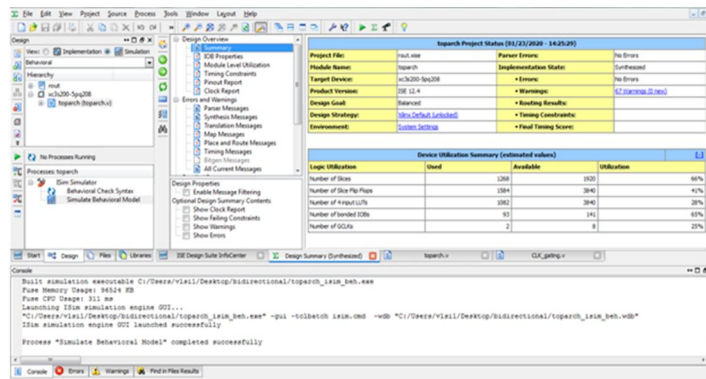 File Edit View Project Source Process Tools Window Layout Help
Design
View: Implementation Simulation
Behavioral
Hierarchy
rout
xc3s200-5pq208
toparch (toparch.v)
No Processes Running
Processes: toparch
ISim Simulator
Behavioral Check Syntax
Simulate Behavioral Model
Start Design Files Libraries
Design Overview
Summary
IOB Properties
Module Level Utilization
Timing Constraints
Pinout Report
Clock Report
Errors and Warnings
Parser Messages
Synthesis Messages
Translation Messages
Map Messages
Place and Route Messages
Timing Messages
Bitgen Messages
All Current Messages
Design Properties
Enable Message Filtering
Optional Design Summary Contents
Show Clock Report
Show Failing Constraints
Show Warnings
Show Errors
toparch Project Status (01/23/2020 - 14:25:29)
Project File: rout.xise Parser Errors: No Errors
Module Name: toparch Implementation State: Synthesized
Target Device: xc3s200-5pq208 • Errors: No Errors
Product Version: ISE 12.4 • Warnings: 67 Warnings (0 new)
Design Goal: Balanced • Routing Results:
Design Strategy: Xilinx Default (unlocked) • Timing Constraints:
Environment: System Settings • Final Timing Score:
Device Utilization Summary (estimated values) [-]
Logic Utilization Used Available Utilization
Number of Slices 1268 1920 66%
Number of Slice Flip Flops 1584 3840 41%
Number of 4 input LUTs 1082 3840 28%
Number of bonded IOBs 93 141 65%
Number of GCLKs 2 8 25%
ISE Design Suite InfoCenter Design Summary (Synthesized) toparch.v CLK_gating.v
Console
Built simulation executable C:/Users/vlsi1/Desktop/bidirectional/toparch_isim_beh.exe
Fuse Memory Usage: 96524 KB
Fuse CPU Usage: 311 ms
Launching ISim simulation engine GUI...
"C:/Users/vlsi1/Desktop/bidirectional/toparch_isim_beh.exe" -gui -tclbatch isim.cmd -wdb "C:/Users/vlsi1/Desktop/bidirectional/toparch_isim_beh.wdb"
ISim simulation engine GUI launched successfully
Process "Simulate Behavioral Model" completed successfully
Console Errors Warnings Find in Files Results